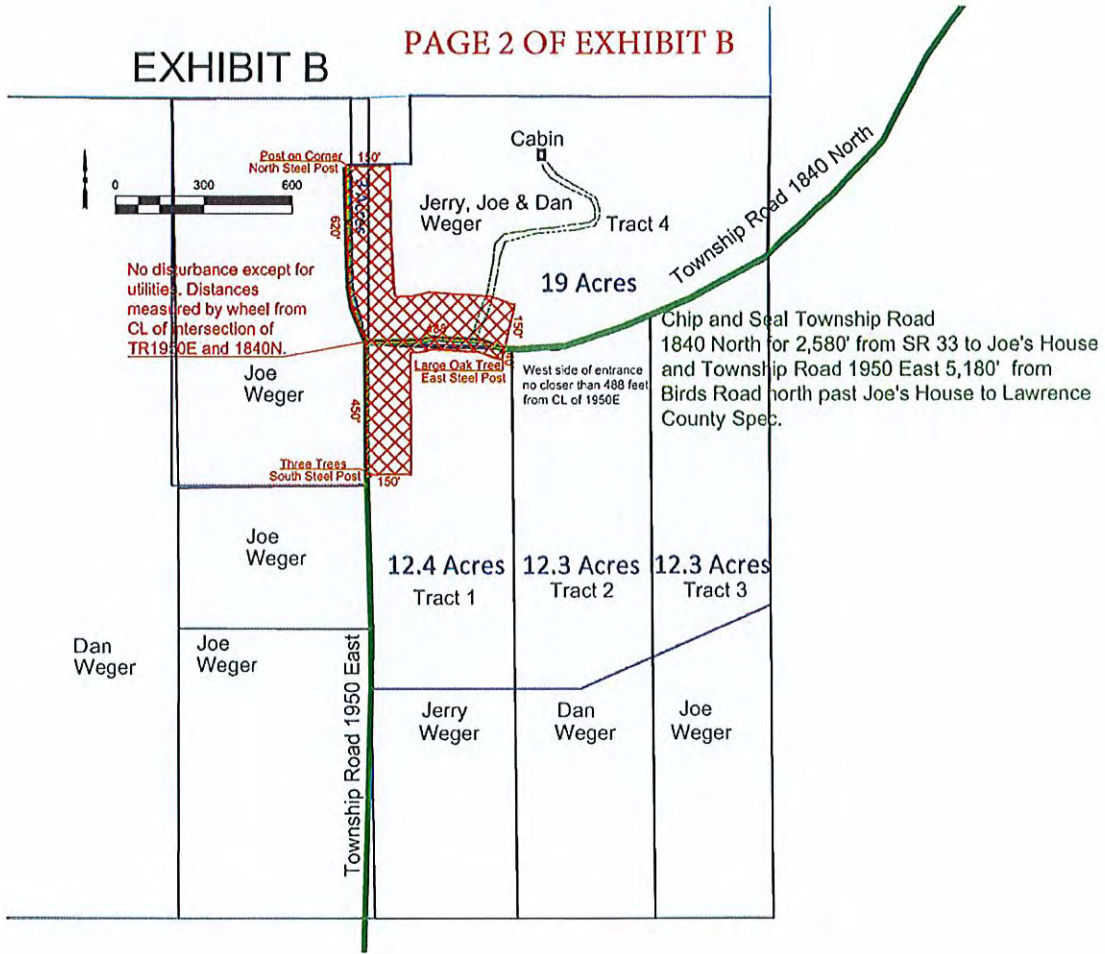 PAGE 2 OF EXHIBIT B
EXHIBIT B
Post on Corner
North Steel Post
150'
Cabin
0 300 600
620'
Jerry, Joe & Dan
Weger
Tract 4
Township Road 1840 North
19 Acres
No disturbance except for
utilities. Distances
measured by wheel from
CL of intersection of
TR1950E and 1840N.
150'
Chip and Seal Township Road
1840 North for 2,580' from SR 33 to Joe's House
and Township Road 1950 East 5,180' from
Birds Road north past Joe's House to Lawrence
County Spec.
Large Oak Tree
East Steel Post
West side of entrance
no closer than 488 feet
from CL of 1950E
Joe
Weger
450'
Three Trees
South Steel Post
150'
Joe
Weger
12.4 Acres
Tract 1
12.3 Acres
Tract 2
12.3 Acres
Tract 3
Dan
Weger
Joe
Weger
Township Road 1950 East
Jerry
Weger
Dan
Weger
Joe
Weger